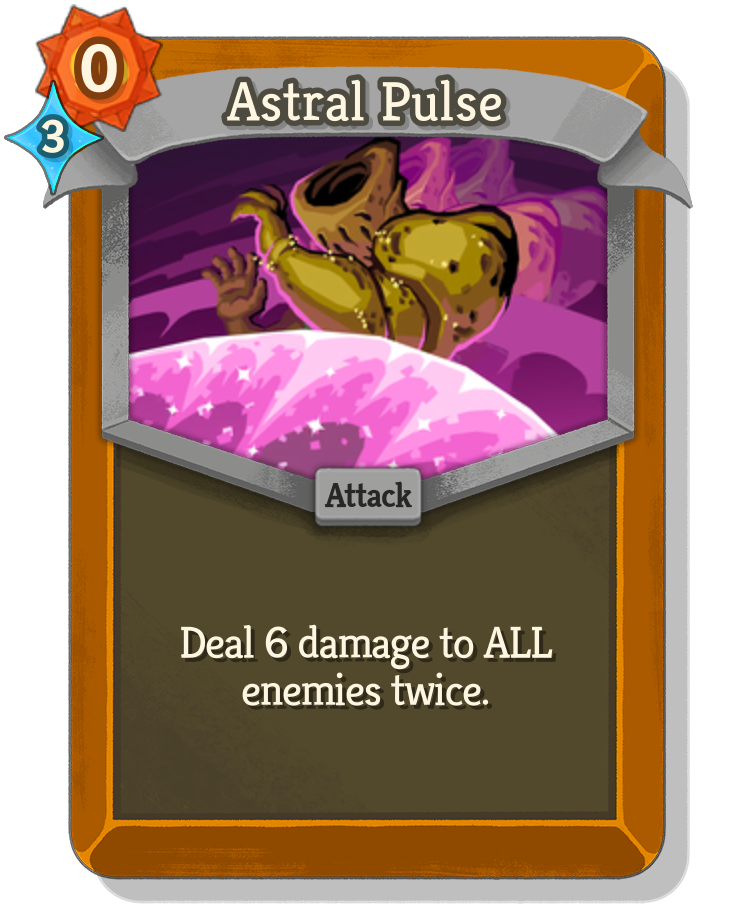 0
Astral Pulse
3
Attack
Deal 6 damage to ALL
enemies twice.